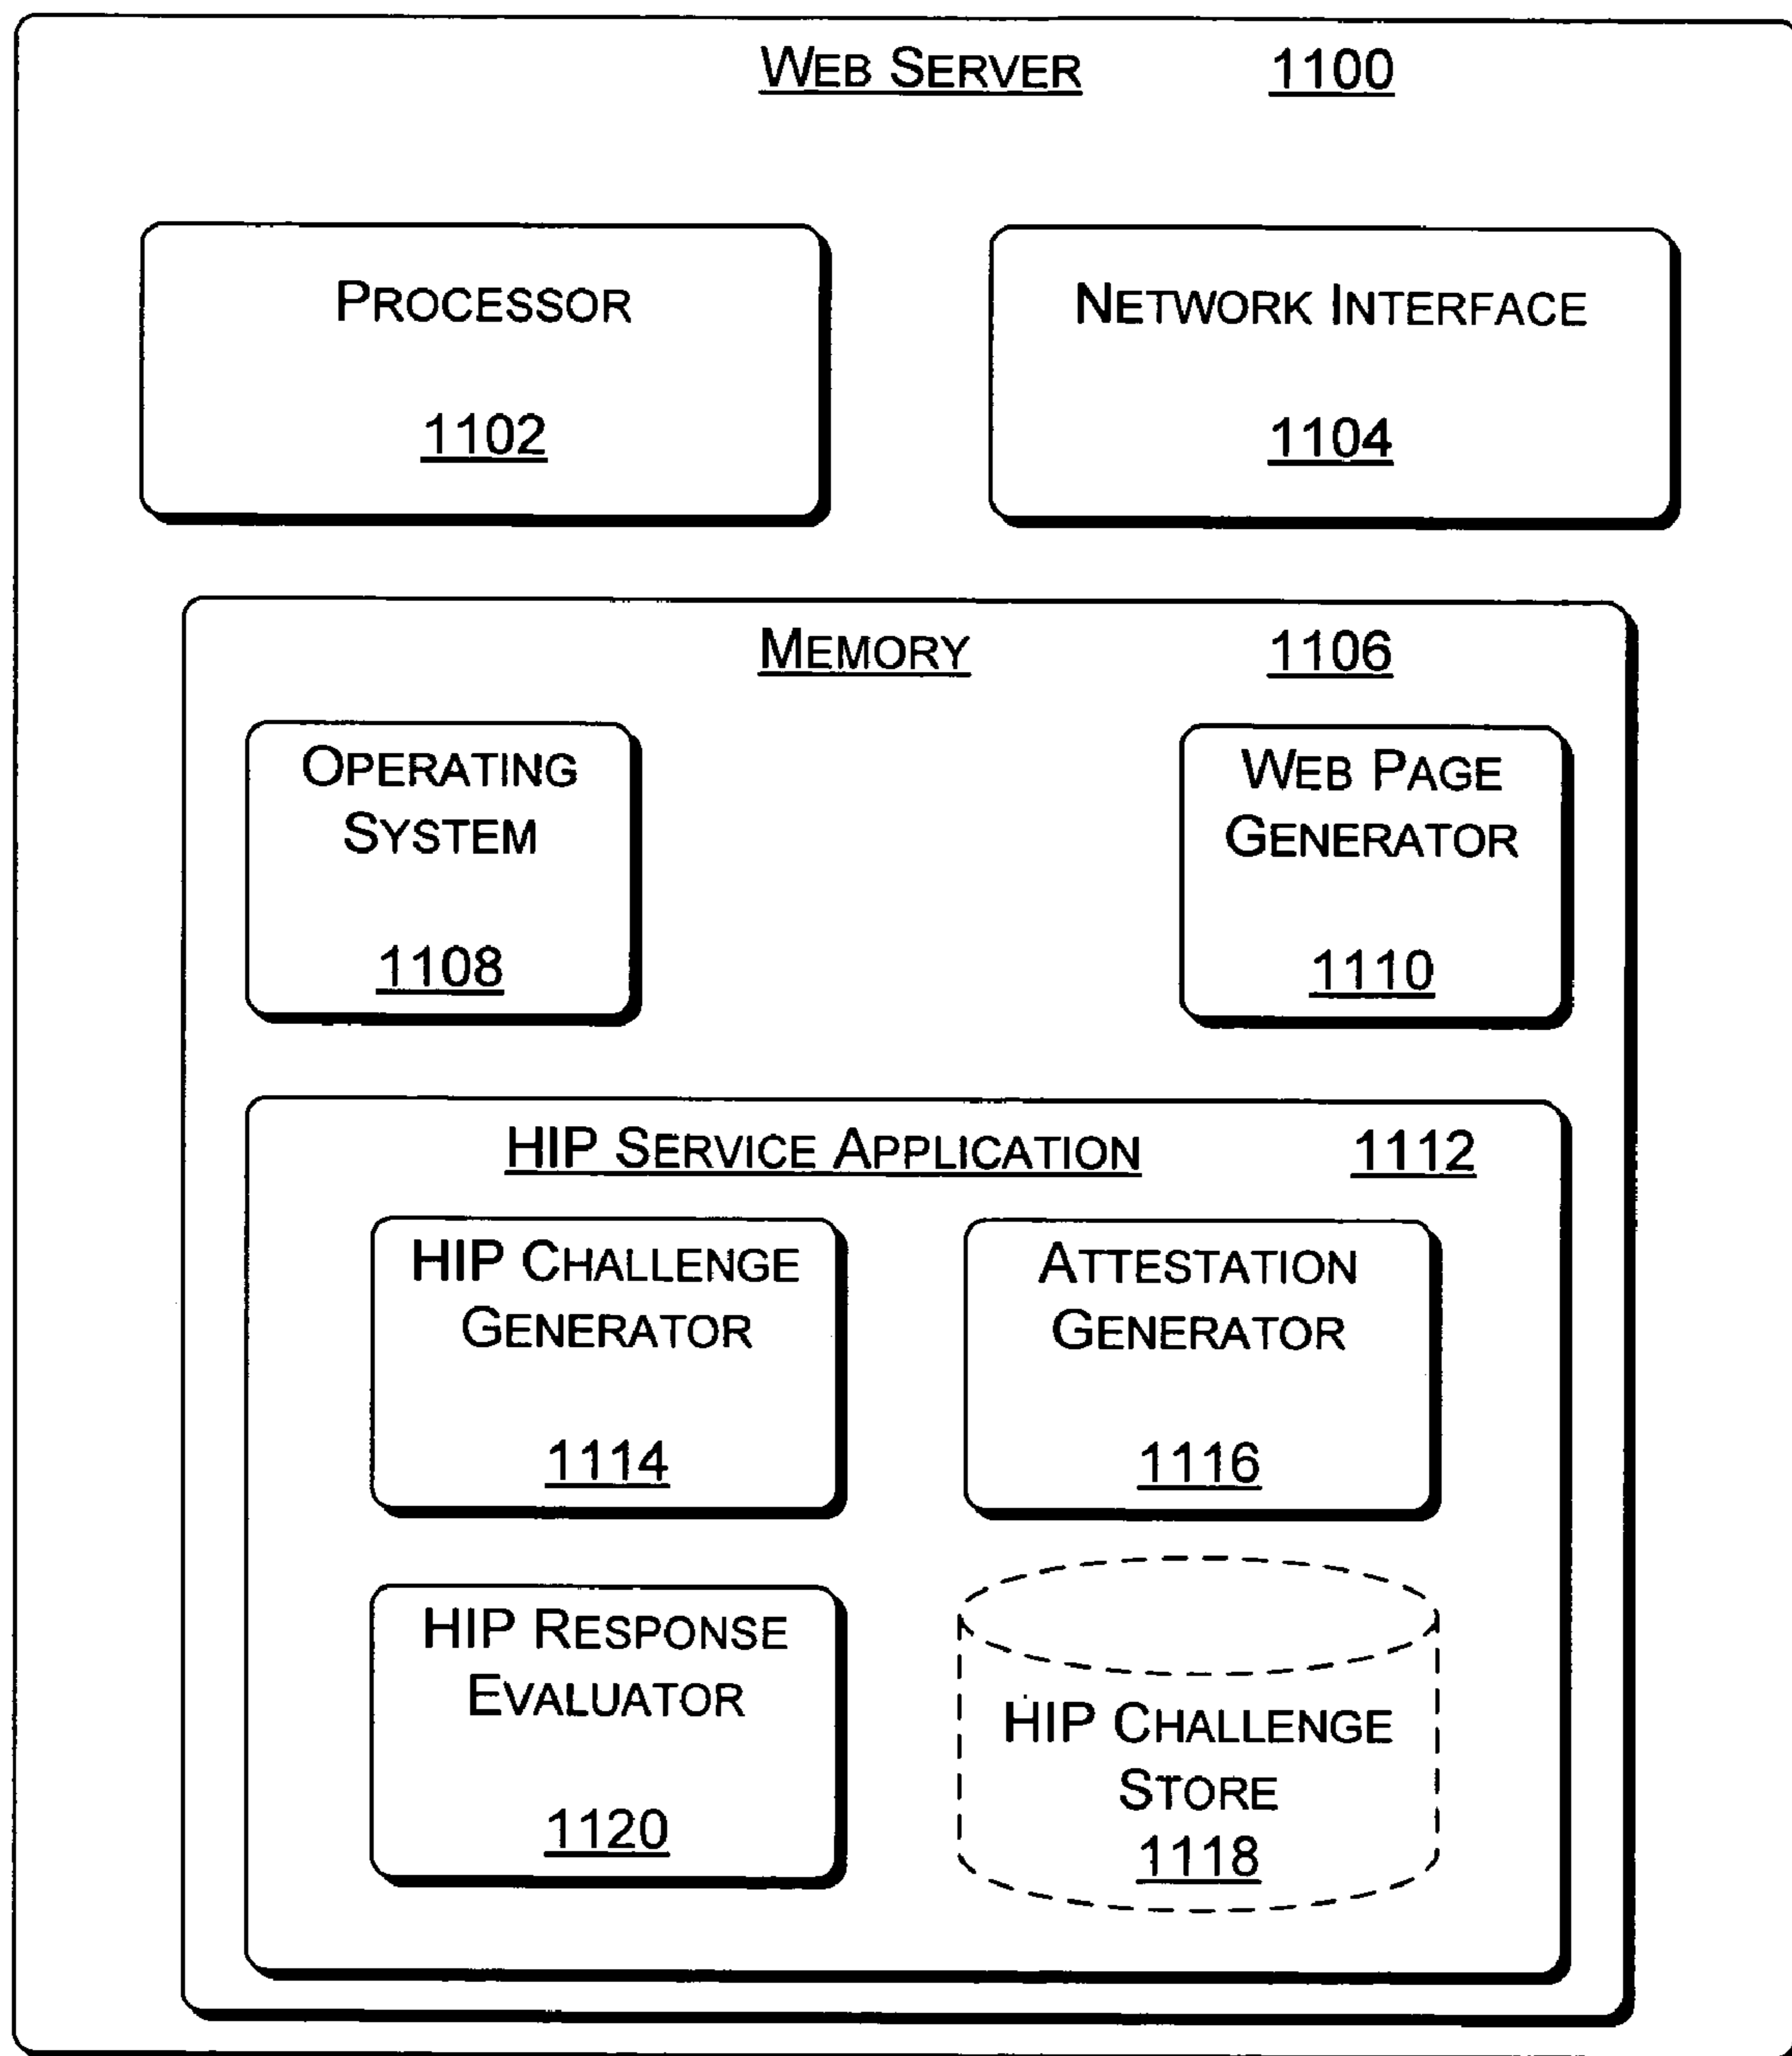 WEB SERVER 1100
PROCESSOR
1102
NETWORK INTERFACE
1104
MEMORY 1106
OPERATING
SYSTEM
1108
WEB PAGE
GENERATOR
1110
HIP SERVICE APPLICATION 1112
HIP CHALLENGE
GENERATOR
1114
ATTESTATION
GENERATOR
1116
HIP RESPONSE
EVALUATOR
1120
HIP CHALLENGE
STORE
1118